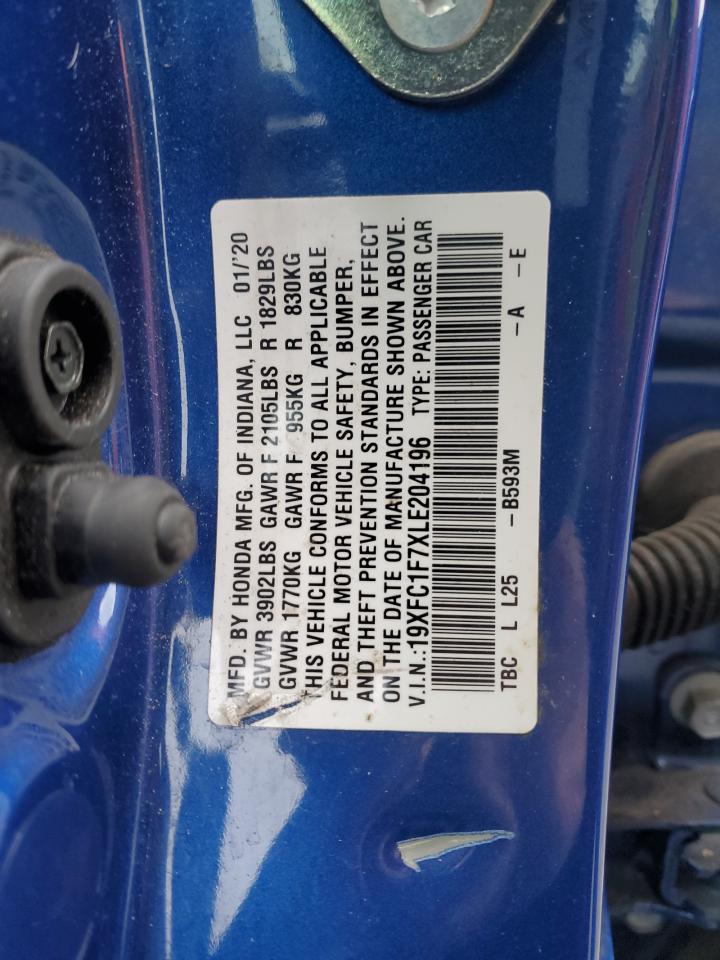 MFD. BY HONDA MFG. OF INDIANA, LLC 01/'20
GVWR 3902LBS GAWR F 2105LBS R 1829LBS
GVWR 1770KG GAWR F 955KG R 830KG
THIS VEHICLE CONFORMS TO ALL APPLICABLE
FEDERAL MOTOR VEHICLE SAFETY, BUMPER,
AND THEFT PREVENTION STANDARDS IN EFFECT
ON THE DATE OF MANUFACTURE SHOWN ABOVE.
V.I.N.:19XFC1F7XLE204196 TYPE: PASSENGER CAR
TBC L L25 -B593M -A -E